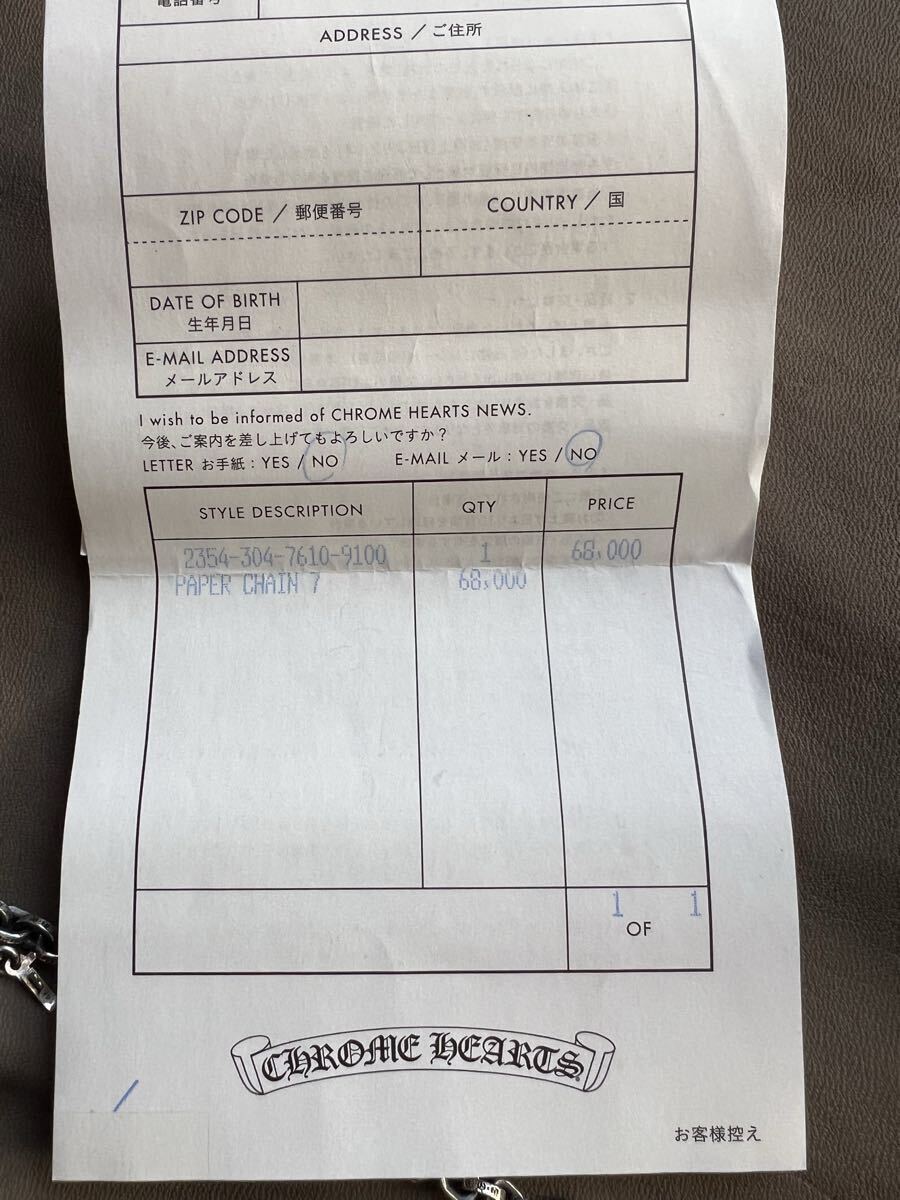 電話番号
ADDRESS / ご住所
ZIP CODE / 郵便番号
COUNTRY / 国
DATE OF BIRTH
生年月日
E-MAIL ADDRESS
メールアドレス
I wish to be informed of CHROME HEARTS NEWS.
今後、ご案内を差し上げてもよろしいですか?
LETTER お手紙 : YES / NO E-MAIL メール : YES / NO
STYLE DESCRIPTION QTY PRICE
2354-304-7610-9100 1 68,000
PAPER CHAIN 7 68,000
1 OF 1
CHROME HEARTS
お客様控え